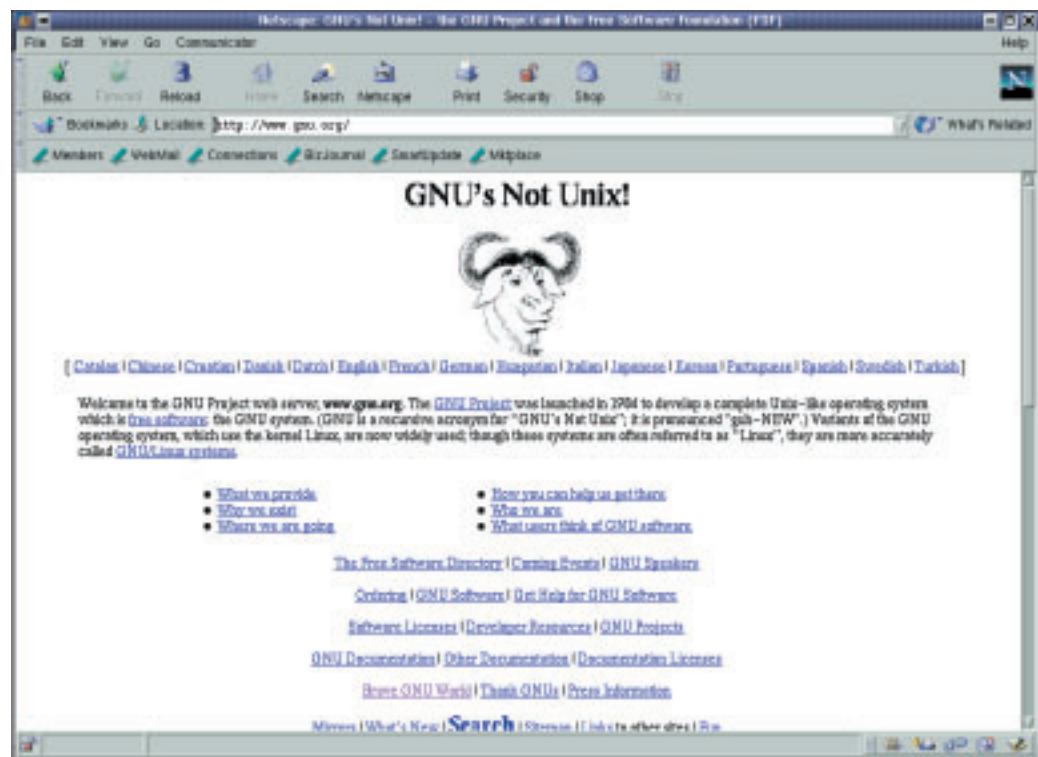 Netscape: GNU's Not Unix! - the GNU Project and the Free Software Foundation (FSF)
File Edit View Go Communicator Help
Back Forward Reload Home Search Netscape Print Security Shop Stop
Bookmarks Location: http://www.gnu.org/ What's Related
Members WebMail Connections BizJournal SmartUpdate Mktplace
GNU's Not Unix!
[ Catalan | Chinese | Croatian | Danish | Dutch | English | French | German | Hungarian | Italian | Japanese | Korean | Portuguese | Spanish | Swedish | Turkish ]
Welcome to the GNU Project web server, www.gnu.org. The GNU Project was launched in 1984 to develop a complete Unix-like operating system
which is free software: the GNU system. (GNU is a recursive acronym for "GNU's Not Unix"; it is pronounced "guh-NEW".) Variants of the GNU
operating system, which use the kernel Linux, are now widely used; though these systems are often referred to as "Linux", they are more accurately
called GNU/Linux systems.
• What we provide
• Why we exist
• Where we are going
• How you can help us get there
• Who we are
• What users think of GNU software
The Free Software Directory | Coming Events | GNU Speakers
Ordering | GNU Software | Get Help for GNU Software
Software Licenses | Developer Resources | GNU Projects
GNU Documentation | Other Documentation | Documentation Licenses
Brave GNU World | Thank GNUs | Press Information
Mirrors | What's New | Search | Sitemap | Links to other sites | Fun